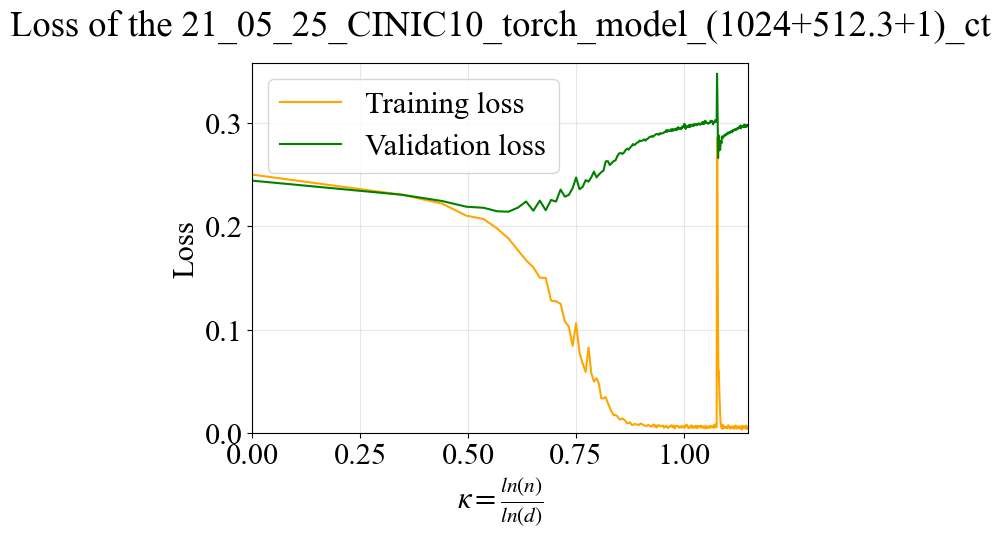 Loss of the 21_05_25_CINIC10_torch_model_(1024+512.3+1)_ct
Training loss
Validation loss
Loss
0.3
0.2
0.1
0.0
0.00 0.25 0.50 0.75 1.00
κ = ln(n)/ln(d)